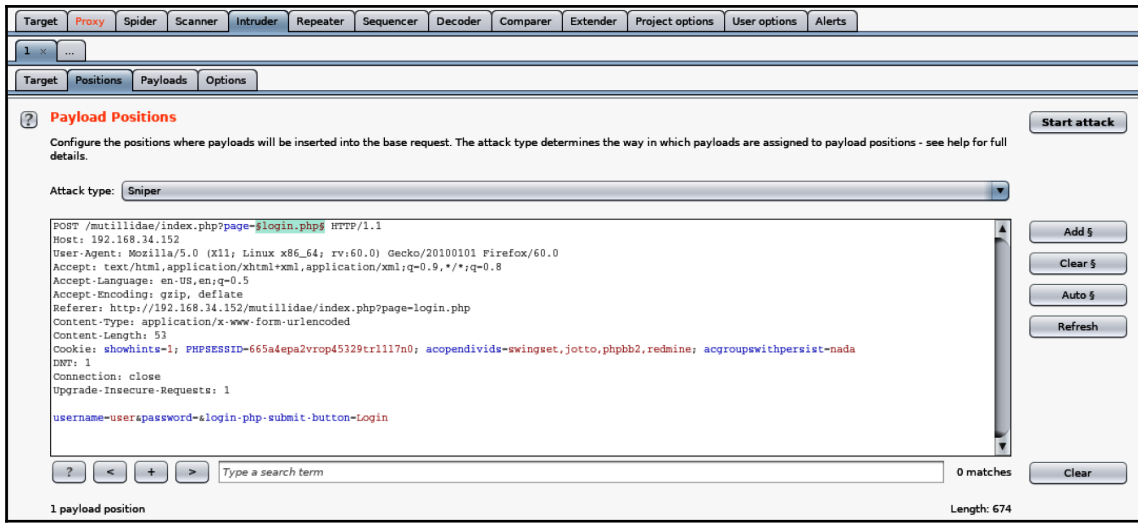 Target Proxy Spider Scanner Intruder Repeater Sequencer Decoder Comparer Extender Project options User options Alerts
1 × ...
Target Positions Payloads Options
? Payload Positions
Start attack
Configure the positions where payloads will be inserted into the base request. The attack type determines the way in which payloads are assigned to payload positions - see help for full
details.
Attack type: Sniper
POST /mutillidae/index.php?page=§login.php§ HTTP/1.1
Host: 192.168.34.152
User-Agent: Mozilla/5.0 (X11; Linux x86_64; rv:60.0) Gecko/20100101 Firefox/60.0
Accept: text/html,application/xhtml+xml,application/xml;q=0.9,*/*;q=0.8
Accept-Language: en-US,en;q=0.5
Accept-Encoding: gzip, deflate
Referer: http://192.168.34.152/mutillidae/index.php?page=login.php
Content-Type: application/x-www-form-urlencoded
Content-Length: 53
Cookie: showhints=1; PHPSESSID=665a4epa2vrop45329tr1117n0; acopendivids=swingset,jotto,phpbb2,redmine; acgroupswithpersist=nada
DNT: 1
Connection: close
Upgrade-Insecure-Requests: 1
username=user&password=&login-php-submit-button=Login
Add §
Clear §
Auto §
Refresh
? < + > Type a search term 0 matches Clear
1 payload position Length: 674